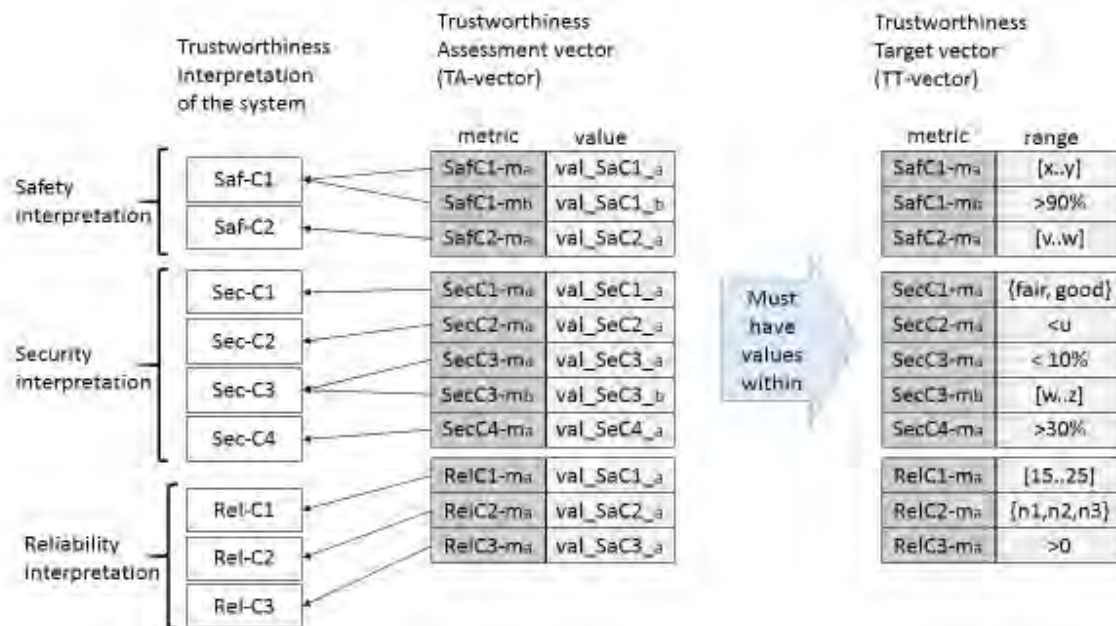 Trustworthiness
Interpretation
of the system
Trustworthiness
Assessment vector
(TA-vector)
Trustworthiness
Target vector
(TT-vector)
metric value
metric range
Safety
interpretation
Saf-C1
Saf-C2
SafC1-ma val_SaC1_a
SafC1-mb val_SaC1_b
SafC2-ma val_SaC2_a
SafC1-ma [x..y]
SafC1-mb >90%
SafC2-ma [v..w]
Security
interpretation
Sec-C1
Sec-C2
Sec-C3
Sec-C4
SecC1-ma val_SeC1_a
SecC2-ma val_SeC2_a
SecC3-ma val_SeC3_a
SecC3-mb val_SeC3_b
SecC4-ma val_SeC4_a
Must
have
values
within
SecC1-ma {fair, good}
SecC2-ma <u
SecC3-ma < 10%
SecC3-mb [w..z]
SecC4-ma >30%
Reliability
interpretation
Rel-C1
Rel-C2
Rel-C3
RelC1-ma val_SaC1_a
RelC2-ma val_SaC2_a
RelC3-ma val_SaC3_a
RelC1-ma [15..25]
RelC2-ma {n1,n2,n3}
RelC3-ma >0